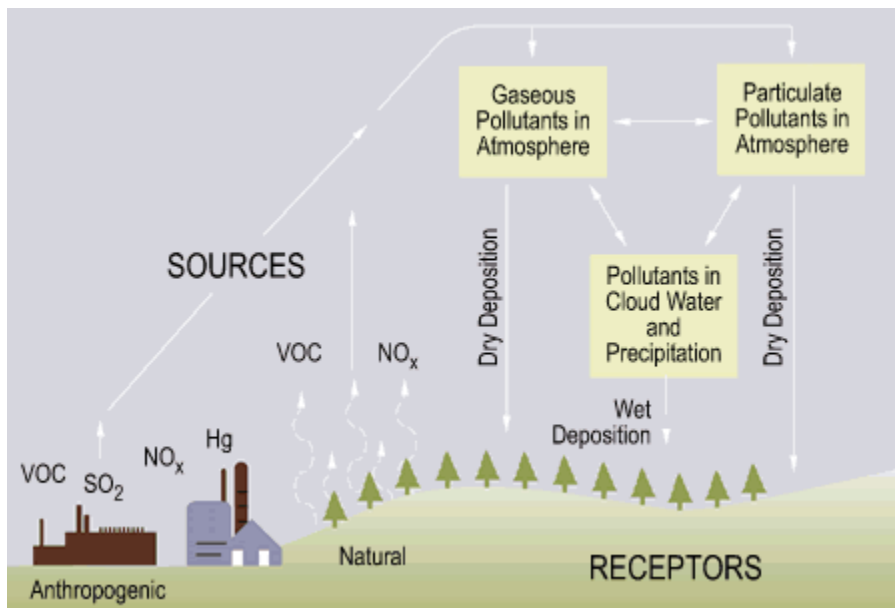 Gaseous
Pollutants in
Atmosphere
Particulate
Pollutants in
Atmosphere
SOURCES
Dry Deposition
Pollutants in
Cloud Water
and
Precipitation
Dry Deposition
VOC
NOx
Wet
Deposition
VOC
SO2
NOx
Hg
Anthropogenic
Natural
RECEPTORS